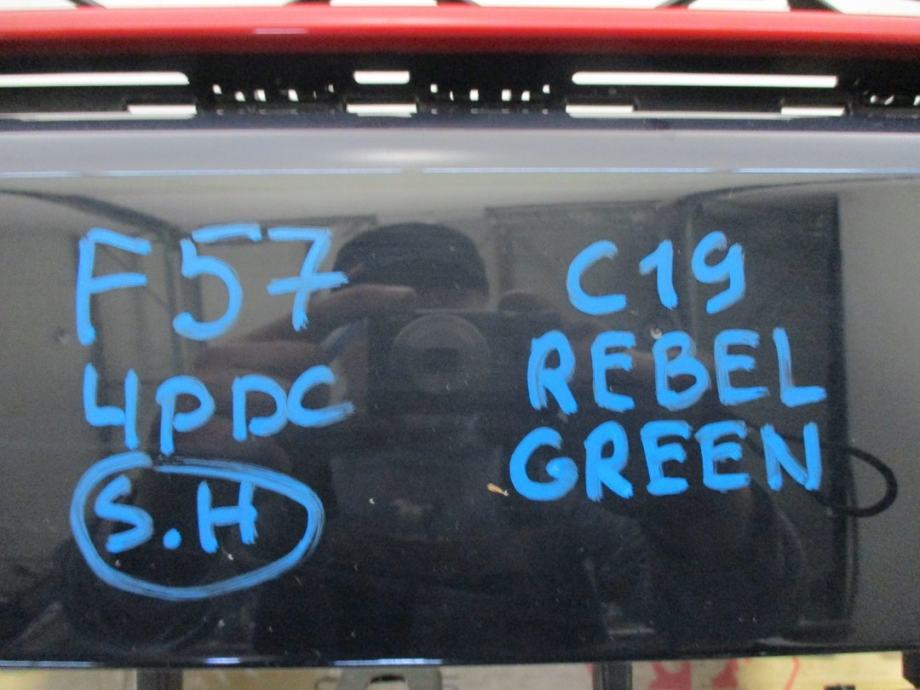 F57
4PDC
S.H
C19
REBEL
GREEN